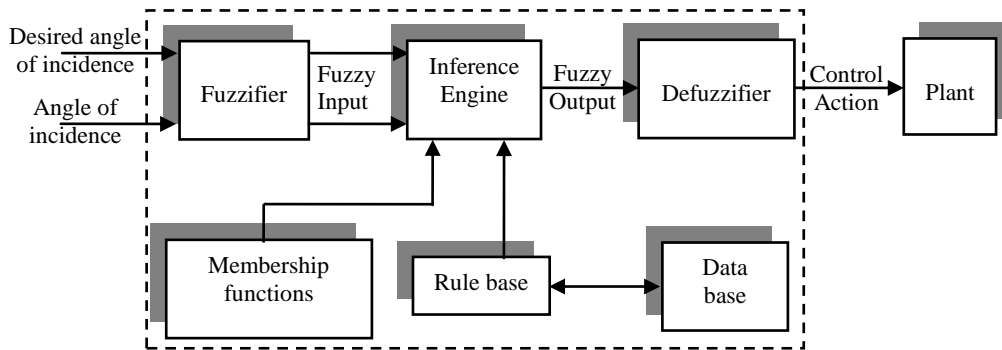 Desired angle
of incidence
Angle of
incidence
Fuzzifier
Fuzzy
Input
Inference
Engine
Fuzzy
Output
Defuzzifier
Control
Action
Plant
Membership
functions
Rule base
Data
base